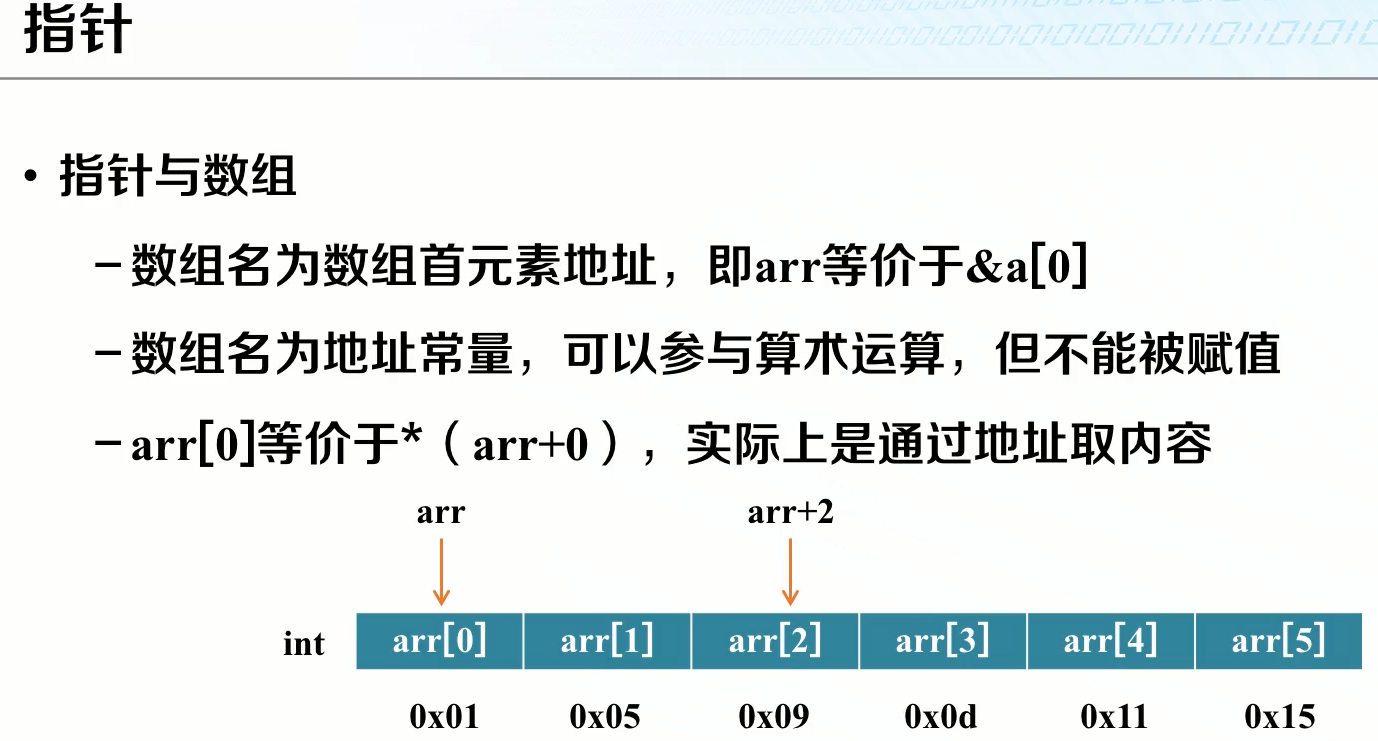 指针
• 指针与数组
– 数组名为数组首元素地址，即arr等价于&a[0]
– 数组名为地址常量，可以参与算术运算，但不能被赋值
– arr[0]等价于*（arr+0），实际上是通过地址取内容
arr arr+2
int arr[0] arr[1] arr[2] arr[3] arr[4] arr[5]
0x01 0x05 0x09 0x0d 0x11 0x15